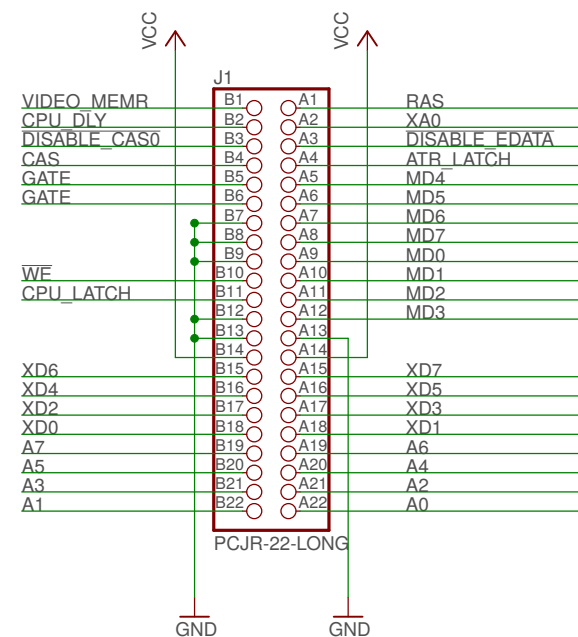 VCC VCC
J1
VIDEO_MEMR B1 A1 RAS
CPU_DLY B2 A2 XA0
DISABLE_CAS0 B3 A3 DISABLE_EDATA
CAS B4 A4 ATR_LATCH
GATE B5 A5 MD4
GATE B6 A6 MD5
B7 A7 MD6
B8 A8 MD7
B9 A9 MD0
WE B10 A10 MD1
CPU_LATCH B11 A11 MD2
B12 A12 MD3
B13 A13
B14 A14
XD6 B15 A15 XD7
XD4 B16 A16 XD5
XD2 B17 A17 XD3
XD0 B18 A18 XD1
A7 B19 A19 A6
A5 B20 A20 A4
A3 B21 A21 A2
A1 B22 A22 A0
PCJR-22-LONG
GND GND